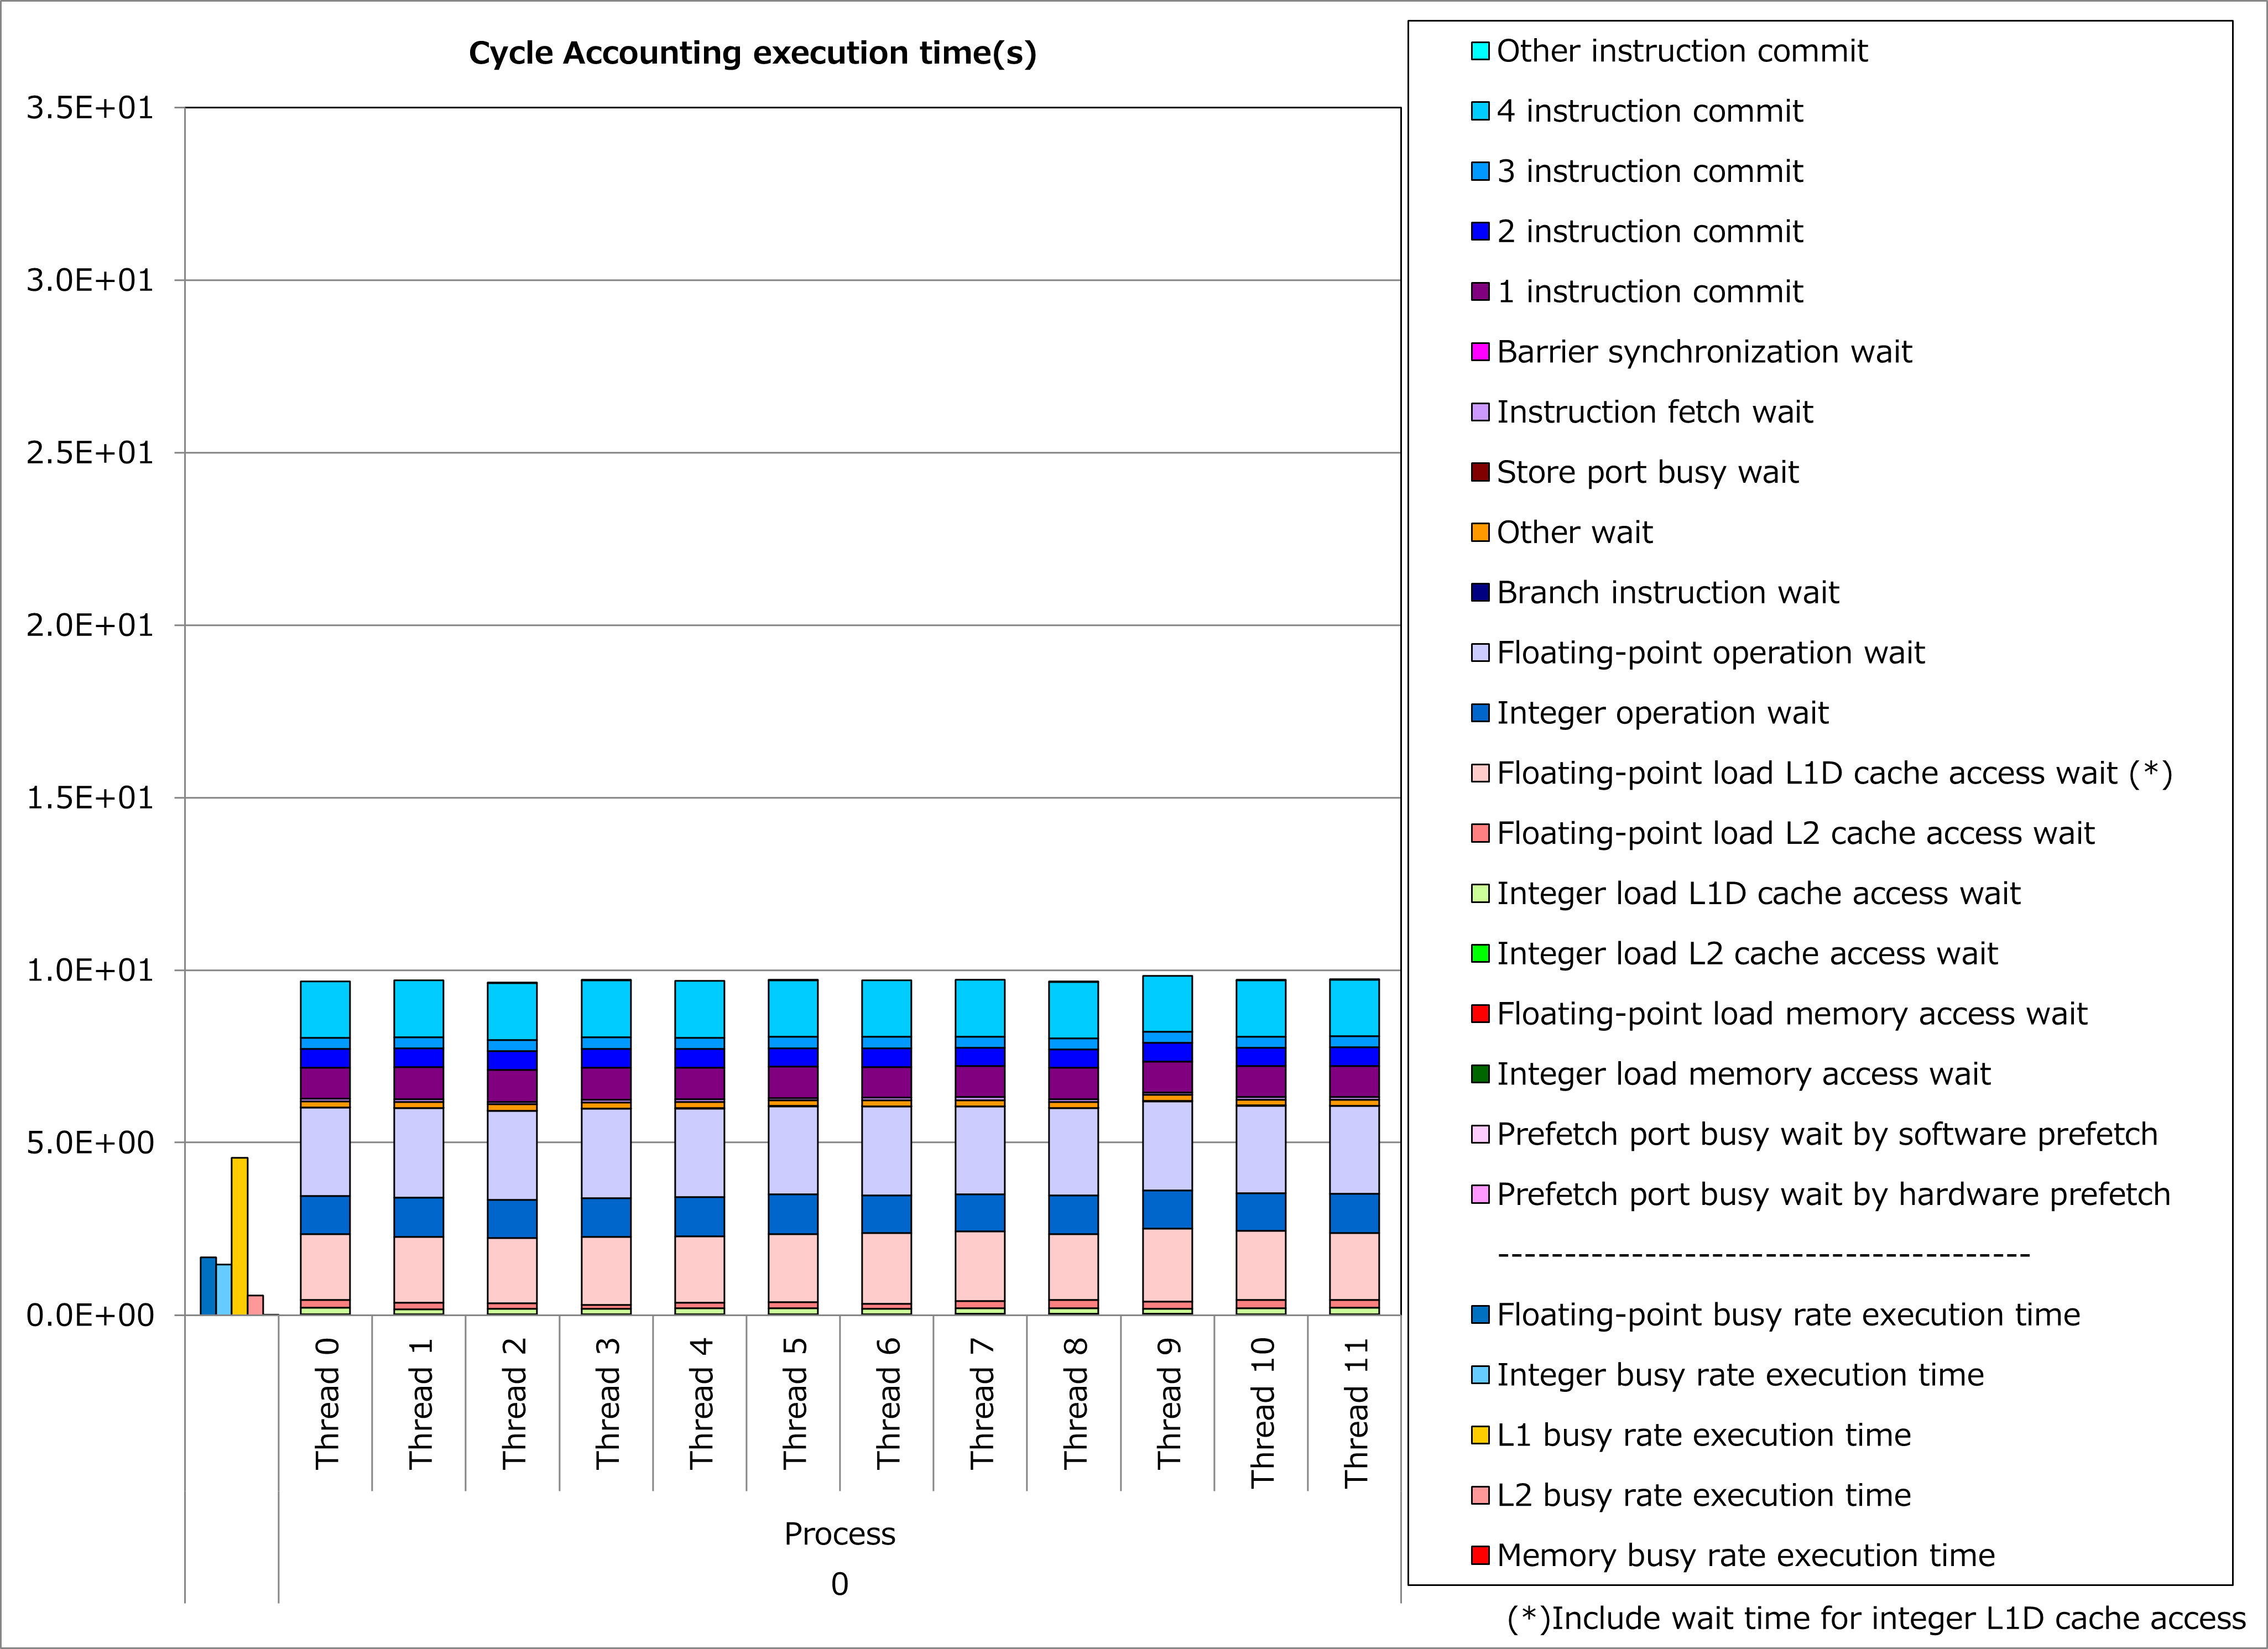 Cycle Accounting execution time(s)
3.5E+01
3.0E+01
2.5E+01
2.0E+01
1.5E+01
1.0E+01
5.0E+00
0.0E+00
Thread 0
Thread 1
Thread 2
Thread 3
Thread 4
Thread 5
Thread 6
Thread 7
Thread 8
Thread 9
Thread 10
Thread 11
Process
0
Other instruction commit
4 instruction commit
3 instruction commit
2 instruction commit
1 instruction commit
Barrier synchronization wait
Instruction fetch wait
Store port busy wait
Other wait
Branch instruction wait
Floating-point operation wait
Integer operation wait
Floating-point load L1D cache access wait (*)
Floating-point load L2 cache access wait
Integer load L1D cache access wait
Integer load L2 cache access wait
Floating-point load memory access wait
Integer load memory access wait
Prefetch port busy wait by software prefetch
Prefetch port busy wait by hardware prefetch
----------------------------------------
Floating-point busy rate execution time
Integer busy rate execution time
L1 busy rate execution time
L2 busy rate execution time
Memory busy rate execution time
(*)Include wait time for integer L1D cache access